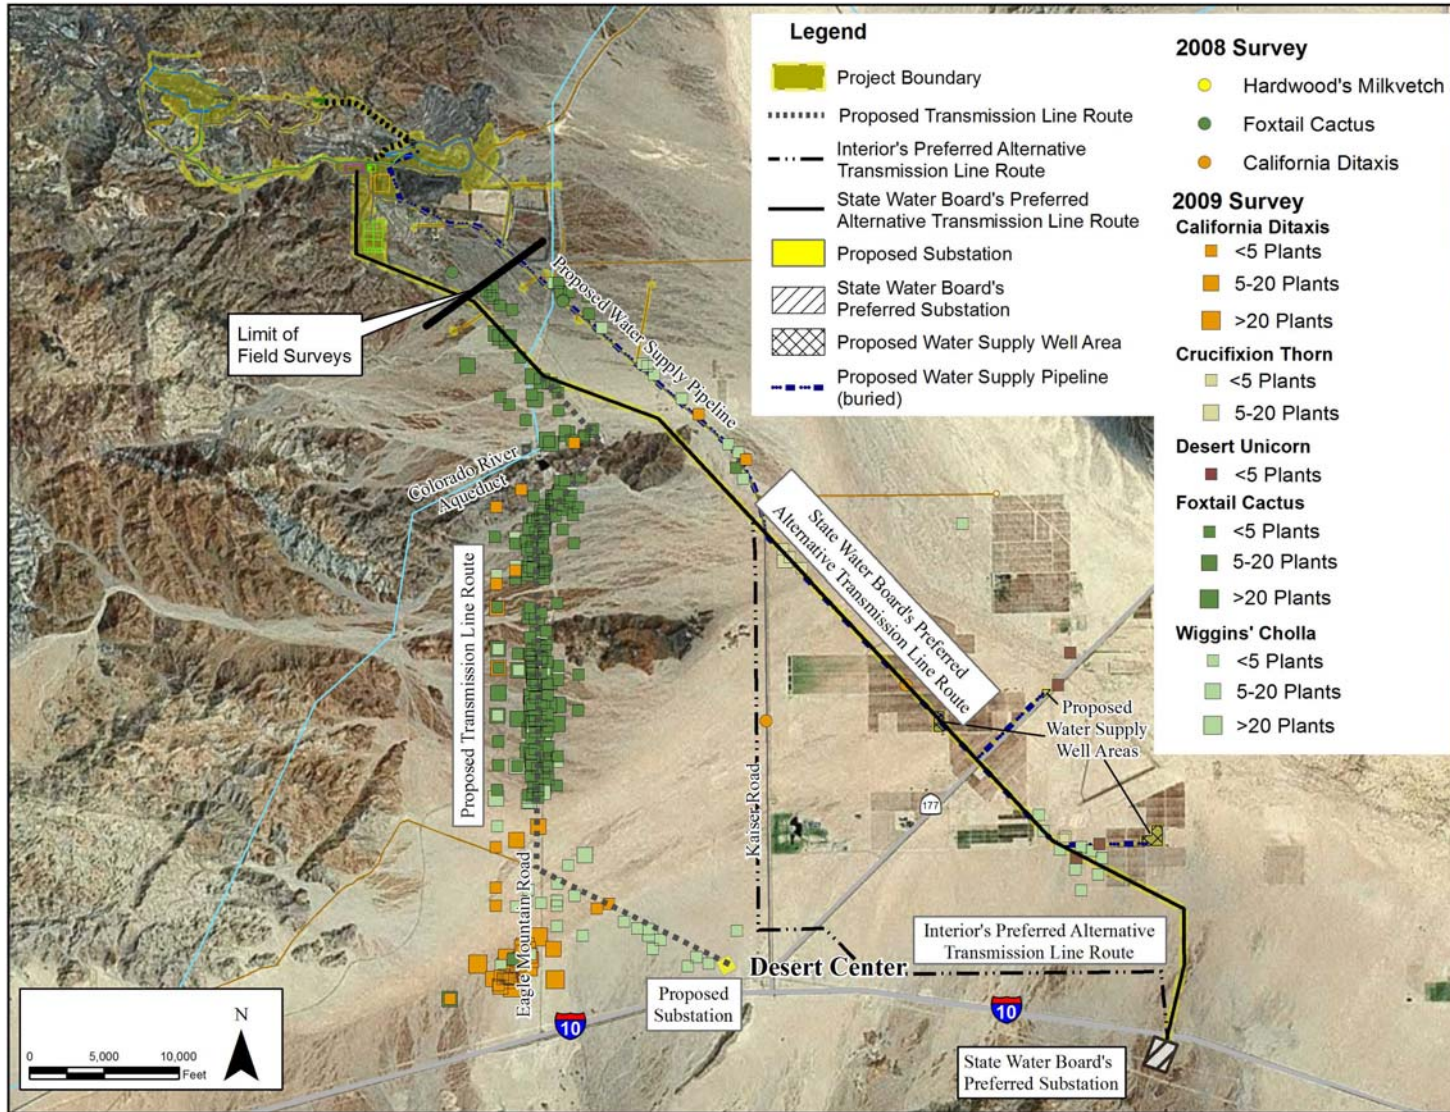 Legend
Project Boundary
Proposed Transmission Line Route
Interior's Preferred Alternative
Transmission Line Route
State Water Board's Preferred
Alternative Transmission Line Route
Proposed Substation
State Water Board's
Preferred Substation
Proposed Water Supply Well Area
Proposed Water Supply Pipeline
(buried)
2008 Survey
Hardwood's Milkvetch
Foxtail Cactus
California Ditaxis
2009 Survey
California Ditaxis
<5 Plants
5-20 Plants
>20 Plants
Crucifixion Thorn
<5 Plants
5-20 Plants
Desert Unicorn
<5 Plants
Foxtail Cactus
<5 Plants
5-20 Plants
>20 Plants
Wiggins' Cholla
<5 Plants
5-20 Plants
>20 Plants
Limit of
Field Surveys
Proposed Water Supply Pipeline
Colorado River
Aqueduct
State Water Board's Preferred
Alternative Transmission Line Route
Proposed Transmission Line Route
Proposed
Water Supply
Well Areas
Kaiser Road
177
Eagle Mountain Road
Interior's Preferred Alternative
Transmission Line Route
Desert Center
Proposed
Substation
10
10
State Water Board's
Preferred Substation
N
0 5,000 10,000
Feet